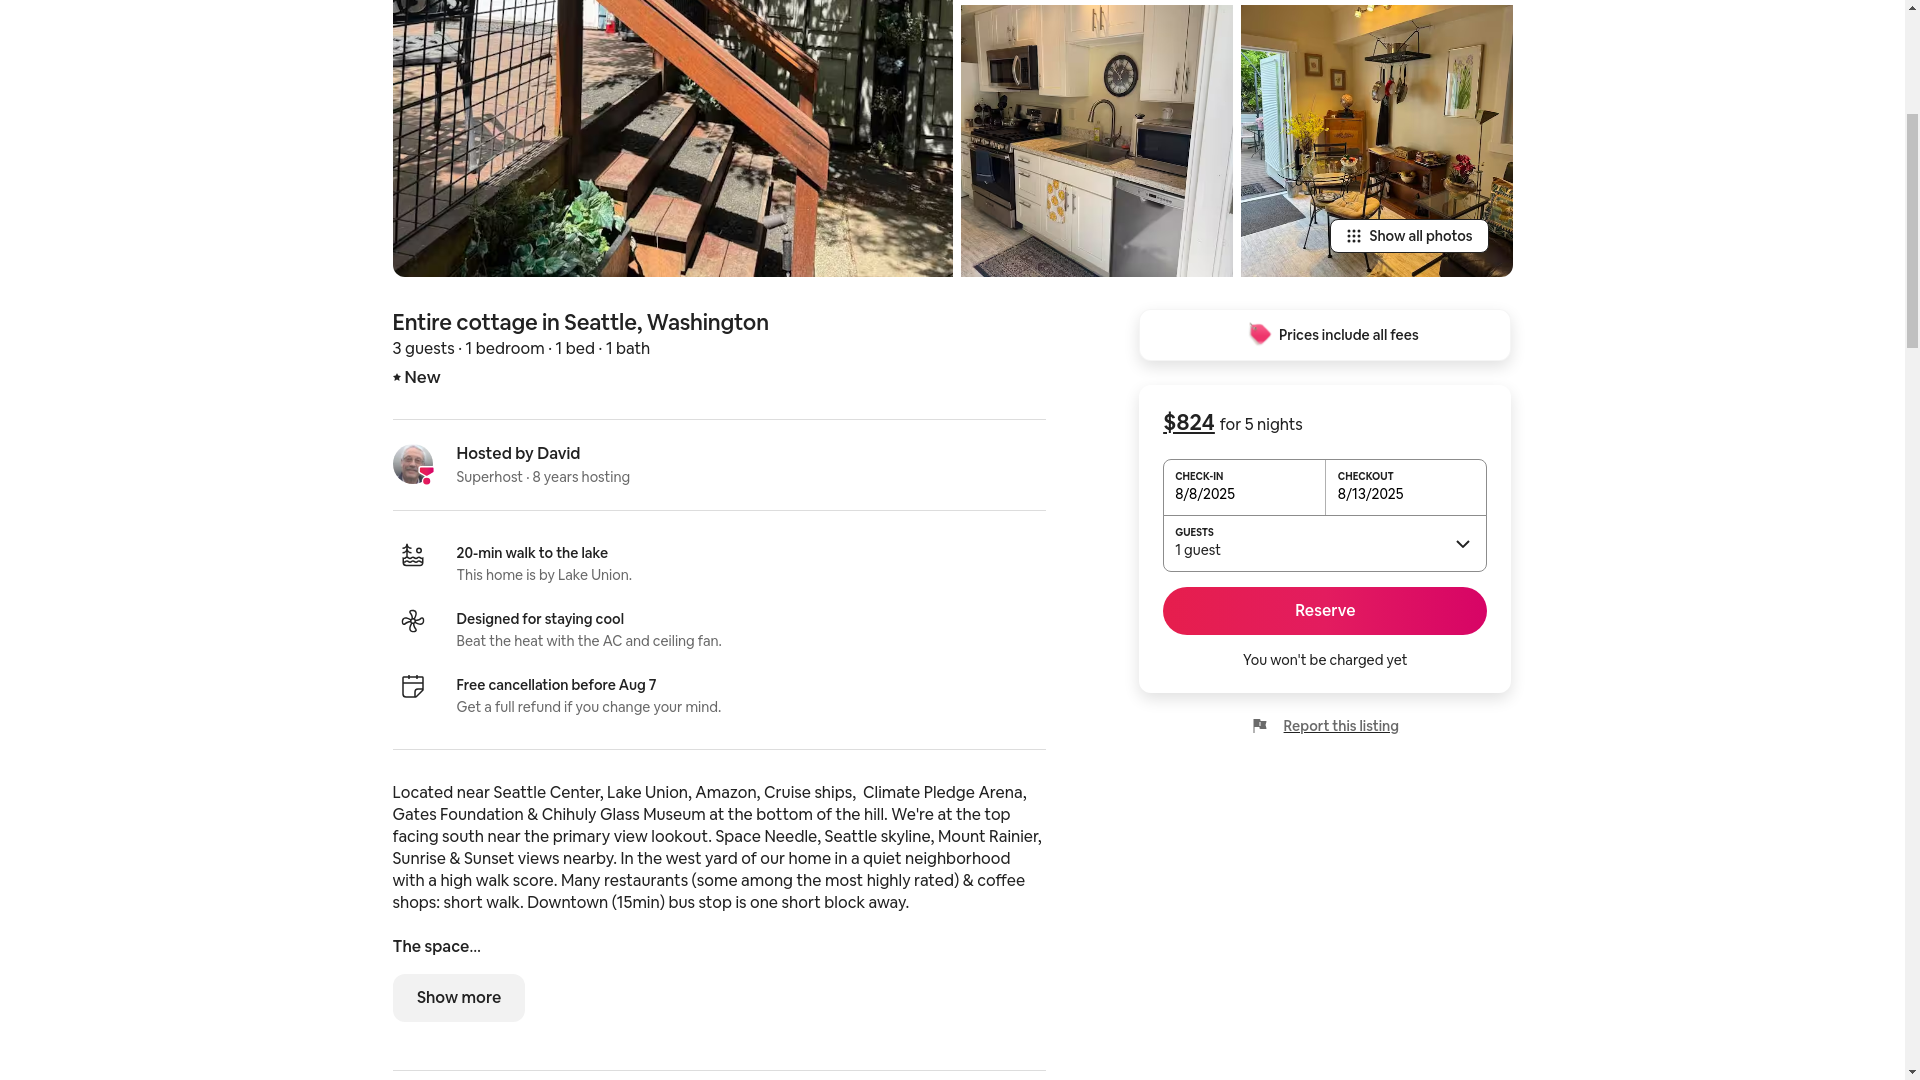 Show all photos
Entire cottage in Seattle, Washington
3 guests · 1 bedroom · 1 bed · 1 bath
New
Hosted by David
Superhost · 8 years hosting
20-min walk to the lake
This home is by Lake Union.
Designed for staying cool
Beat the heat with the AC and ceiling fan.
Free cancellation before Aug 7
Get a full refund if you change your mind.
Located near Seattle Center, Lake Union, Amazon, Cruise ships,  Climate Pledge Arena,
Gates Foundation & Chihuly Glass Museum at the bottom of the hill. We're at the top
facing south near the primary view lookout. Space Needle, Seattle skyline, Mount Rainier,
Sunrise & Sunset views nearby. In the west yard of our home in a quiet neighborhood
with a high walk score. Many restaurants (some among the most highly rated) & coffee
shops: short walk. Downtown (15min) bus stop is one short block away.
The space...
Show more
Prices include all fees
$824 for 5 nights
CHECK-IN
8/8/2025
CHECKOUT
8/13/2025
GUESTS
1 guest
Reserve
You won't be charged yet
Report this listing